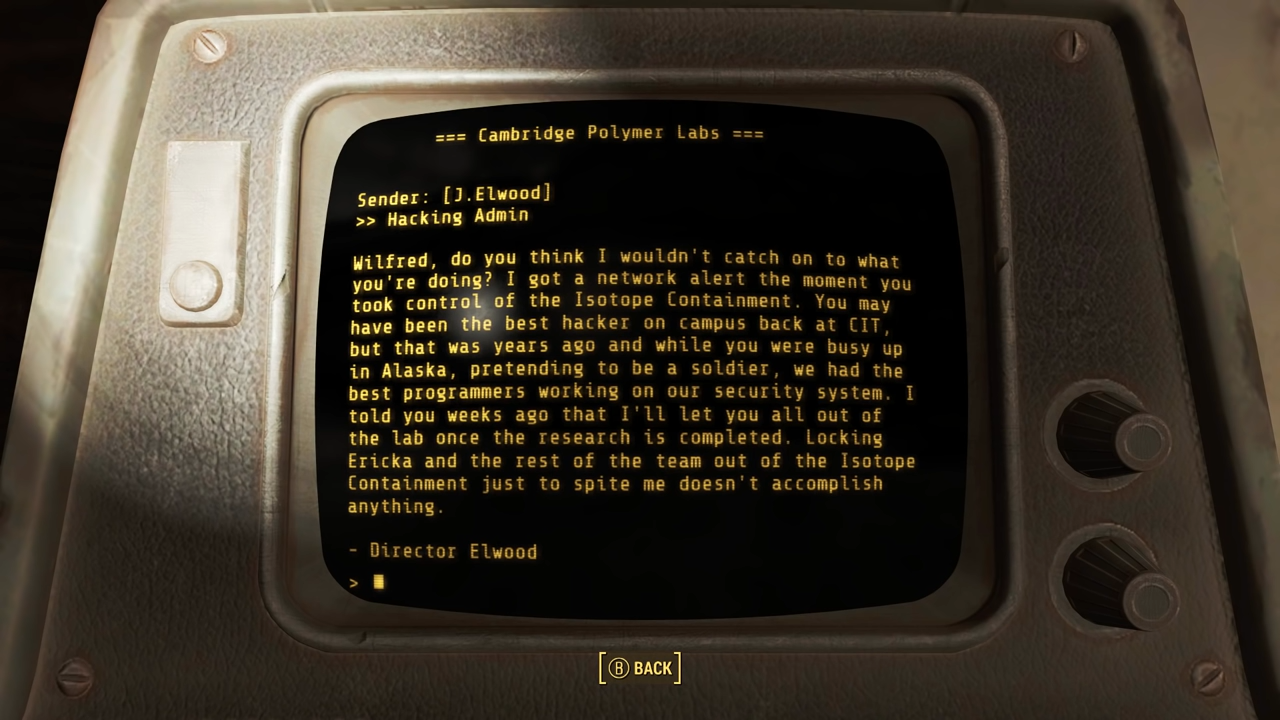 === Cambridge Polymer Labs ===
Sender: [J.Elwood]
>> Hacking Admin
Wilfred, do you think I wouldn't catch on to what
you're doing? I got a network alert the moment you
took control of the Isotope Containment. You may
have been the best hacker on campus back at CIT,
but that was years ago and while you were busy up
in Alaska, pretending to be a soldier, we had the
best programmers working on our security system. I
told you weeks ago that I'll let you all out of
the lab once the research is completed. Locking
Ericka and the rest of the team out of the Isotope
Containment just to spite me doesn't accomplish
anything.
- Director Elwood
>
[Ⓑ BACK]